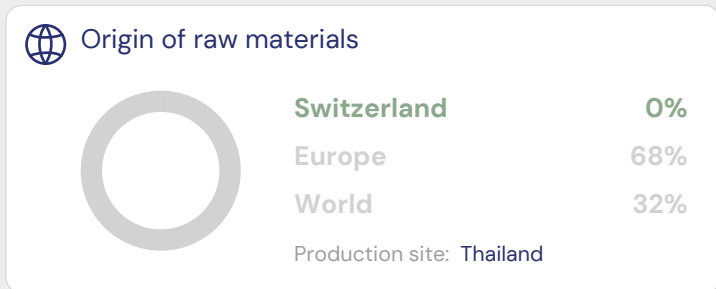 Origin of raw materials
Switzerland 0%
Europe 68%
World 32%
Production site: Thailand